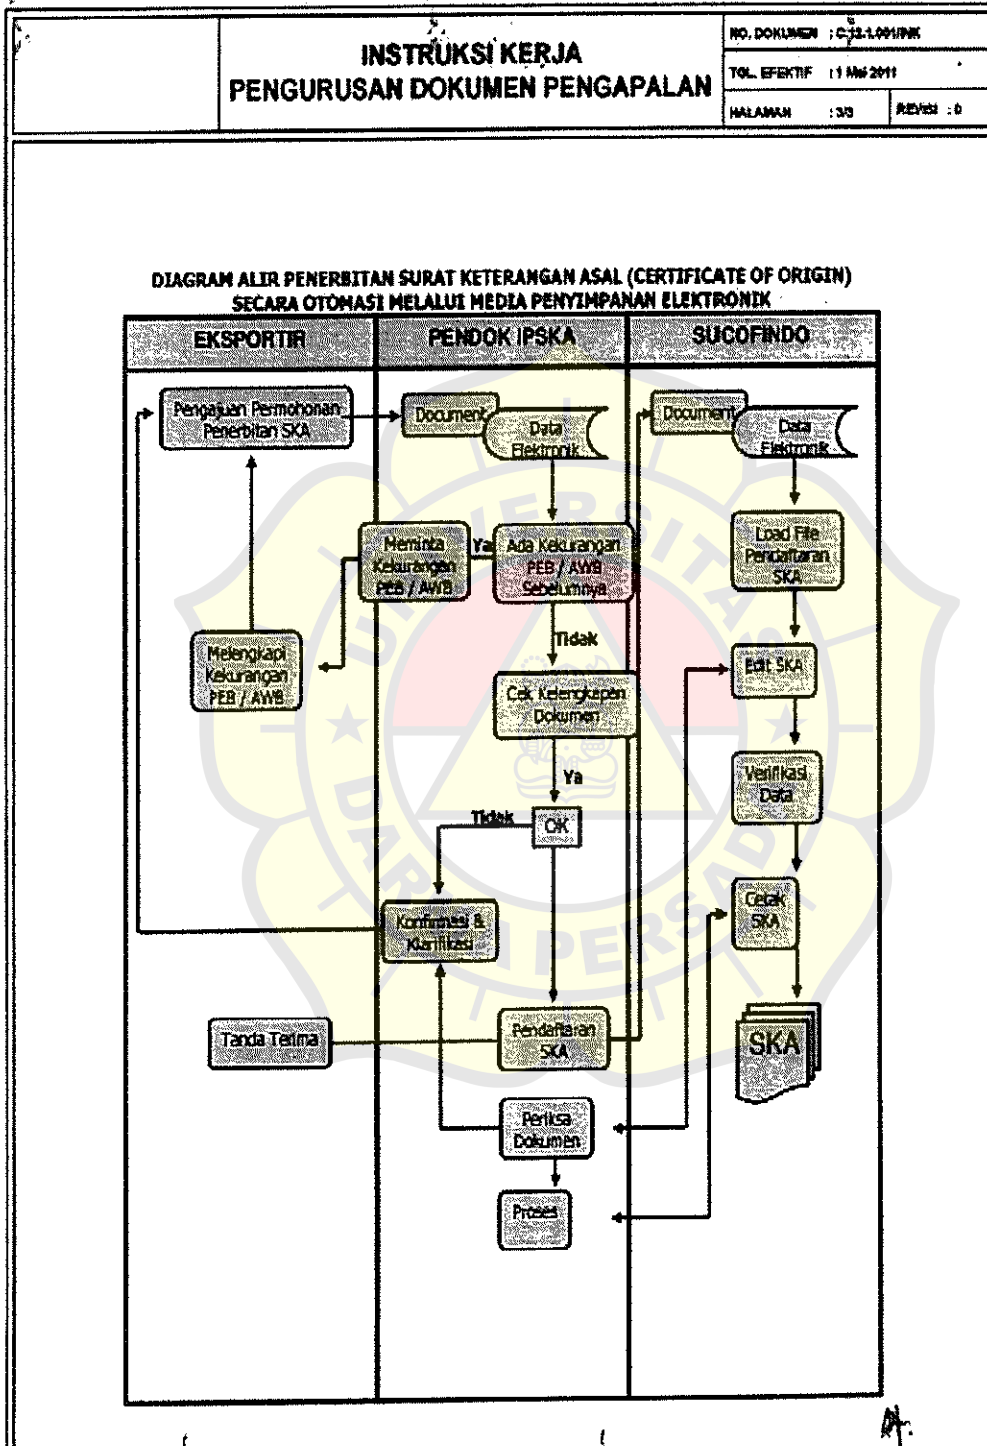 INSTRUKSI KERJA
PENGURUSAN DOKUMEN PENGAPALAN
NO. DOKUMEN :
TGL. EFEKTIF : 1 Mei 2011
HALAMAN : 3/3
REVISI : 0
DIAGRAM ALIR PENERBITAN SURAT KETERANGAN ASAL (CERTIFICATE OF ORIGIN)
SECARA OTOMASI MELALUI MEDIA PENYIMPANAN ELEKTRONIK
EKSPORTIR
PENDOK IPSKA
SUCOFINDO
Pengajuan Permohonan
Penerbitan SKA
Document
Data
Elektronik
Document
Data
Elektronik
Meminta
Kekurangan
PEB / AWB
Ya
Ada Kekurangan
PEB / AWB
Sebelumnya
Load File
Pendaftaran
SKA
Tidak
Melengkapi
Kekurangan
PEB / AWB
Cek Kelengkapan
Dokumen
Edit SKA
Ya
Verifikasi
Data
Tidak
OK
Konfirmasi &
Klarifikasi
Cetak
SKA
Tanda Terima
Pendaftaran
SKA
SKA
Periksa
Dokumen
Proses
UNIVERSITAS
DARMA PERSADA